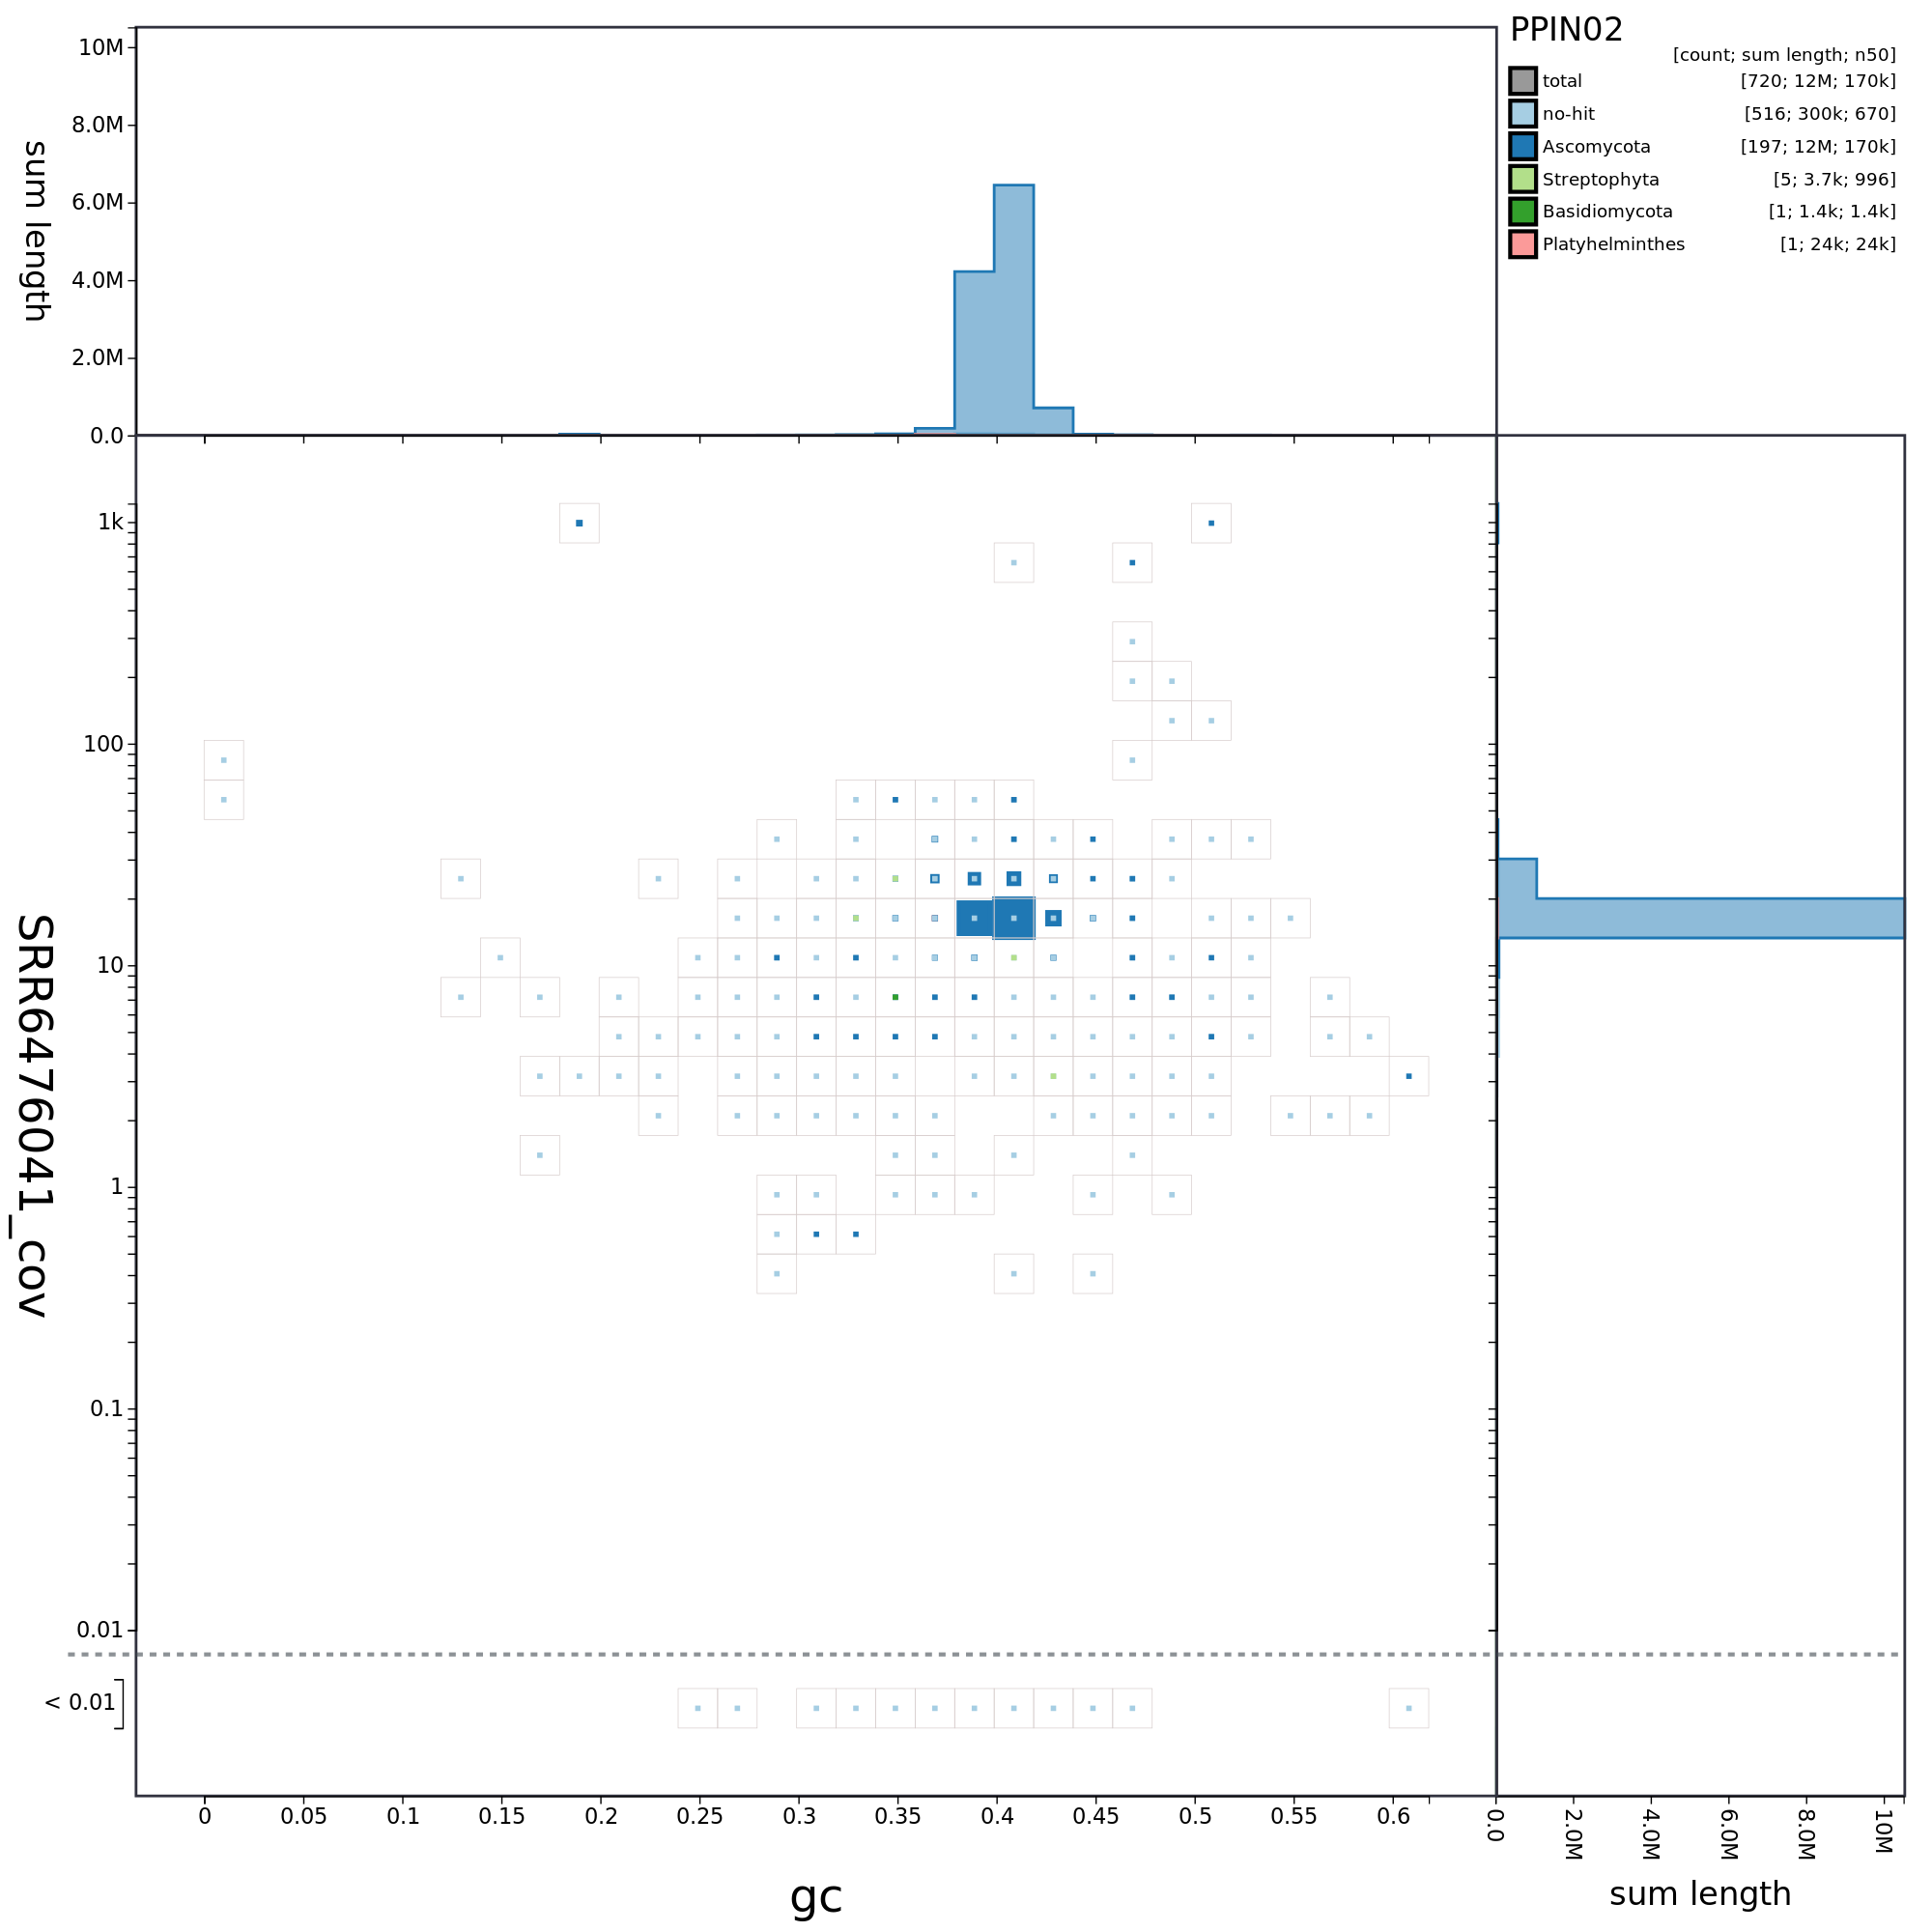 PPIN02
[count; sum length; n50]
total [720; 12M; 170k]
no-hit [516; 300k; 670]
Ascomycota [197; 12M; 170k]
Streptophyta [5; 3.7k; 996]
Basidiomycota [1; 1.4k; 1.4k]
Platyhelminthes [1; 24k; 24k]
10M
8.0M
6.0M
4.0M
2.0M
0.0
sum length
1k
100
10
1
0.1
0.01
< 0.01
SRR6476041_cov
0 0.05 0.1 0.15 0.2 0.25 0.3 0.35 0.4 0.45 0.5 0.55 0.6
gc
0.0 2.0M 4.0M 6.0M 8.0M 10M
sum length